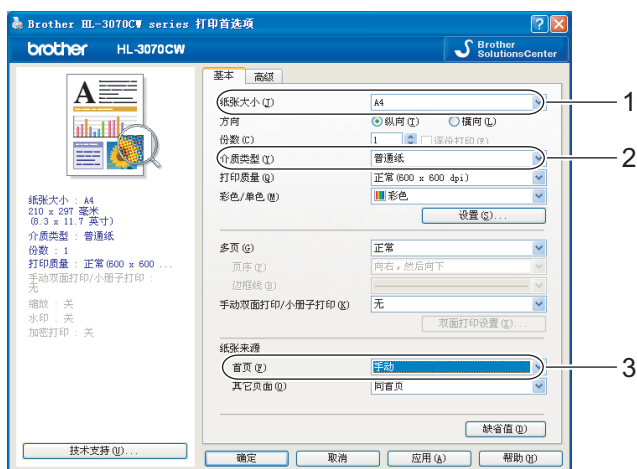 Brother HL-3070CW series 打印首选项
brother HL-3070CW
Brother
SolutionsCenter
A
纸张大小 : A4
210 x 297 毫米
(8.3 x 11.7 英寸)
介质类型 : 普通纸
份数 : 1
打印质量 : 正常(600 x 600 ...
手动双面打印/小册子打印 :
无
缩放 : 关
水印 : 关
加密打印 : 关
技术支持(U)...
基本 高级
纸张大小(J) A4 1
方向 纵向(T) 横向(L)
份数(C) 1 逐份打印(R)
介质类型(Y) 普通纸 2
打印质量(Q) 正常(600 x 600 dpi)
彩色/单色(M) 彩色
设置(S)...
多页(G) 正常
页序(P) 向右,然后向下
边框线(B)
手动双面打印/小册子打印(K) 无
双面打印设置(X)...
纸张来源
首页(F) 手动 3
其它页面(O) 同首页
缺省值(D)
确定 取消 应用(A) 帮助(H)